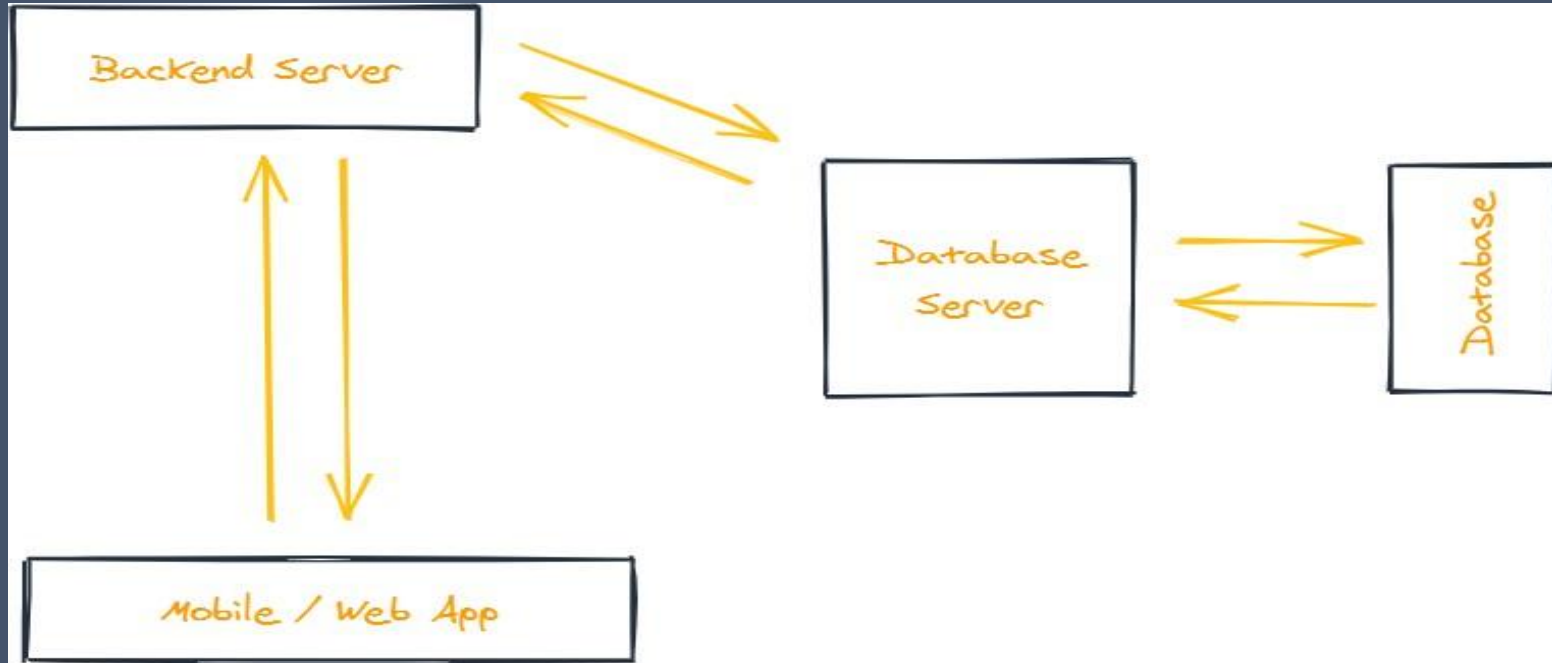 Backend Server
Database
Server
Database
Mobile / Web App